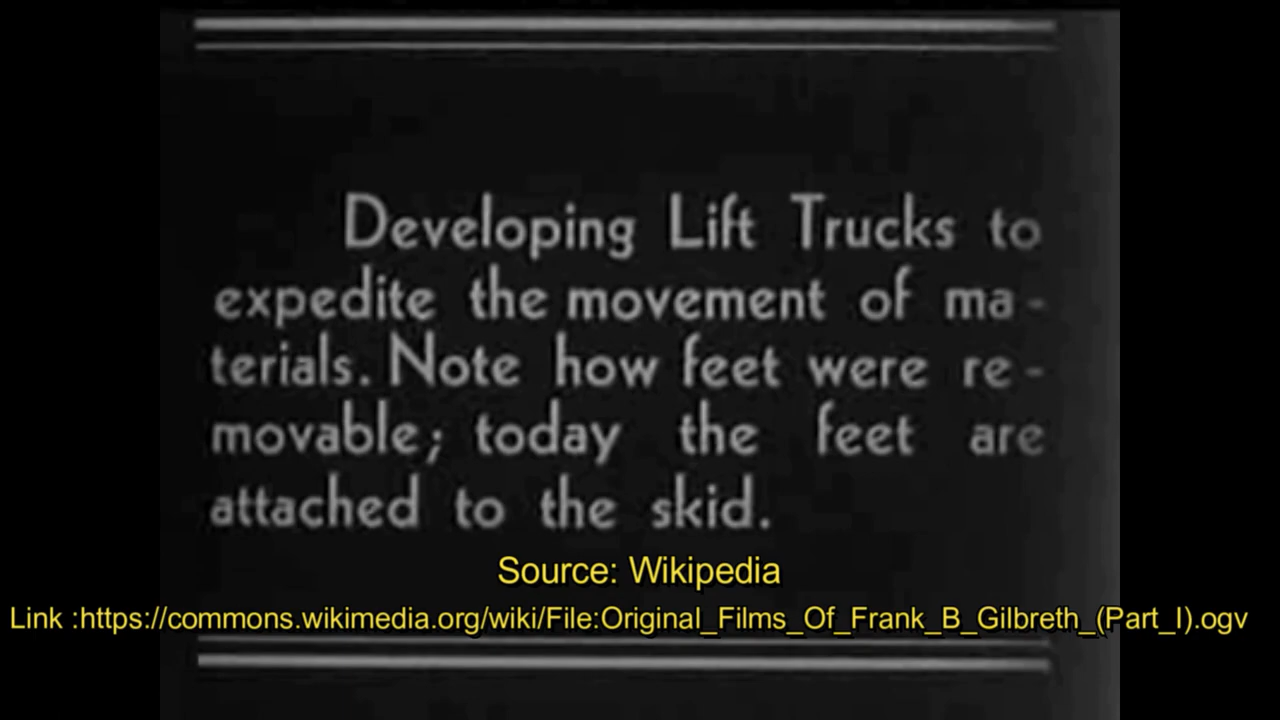 Developing Lift Trucks to
expedite the movement of ma-
terials. Note how feet were re-
movable; today the feet are
attached to the skid.
Source: Wikipedia
Link :https://commons.wikimedia.org/wiki/File:Original_Films_Of_Frank_B_Gilbreth_(Part_I).ogv